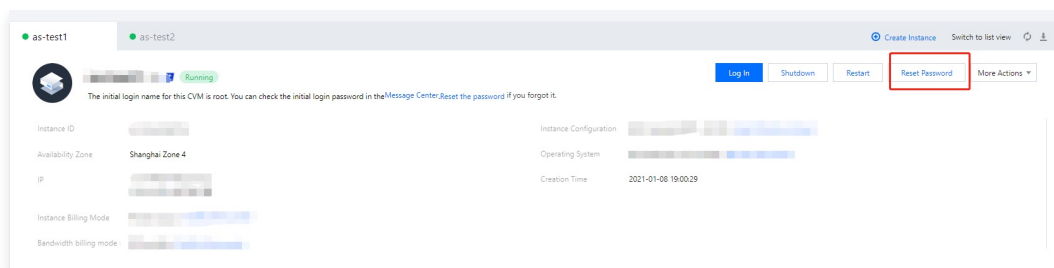 as-test1 as-test2 Create Instance Switch to list view
Running Log In Shutdown Restart Reset Password More Actions
The initial login name for this CVM is root. You can check the initial login password in the Message Center.Reset the password if you forgot it.
Instance ID Instance Configuration
Availability Zone Shanghai Zone 4 Operating System
IP Creation Time 2021-01-08 19:00:29
Instance Billing Mode
Bandwidth billing mode